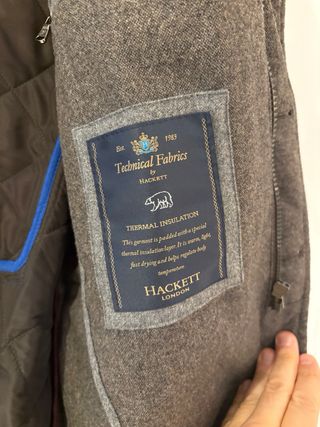 Est. 1983
Technical Fabrics
by
HACKETT
THERMAL INSULATION
This garment is padded with a special
thermal insulation layer. It is warm, light,
fast drying and helps regulate body
temperature.
HACKETT
LONDON